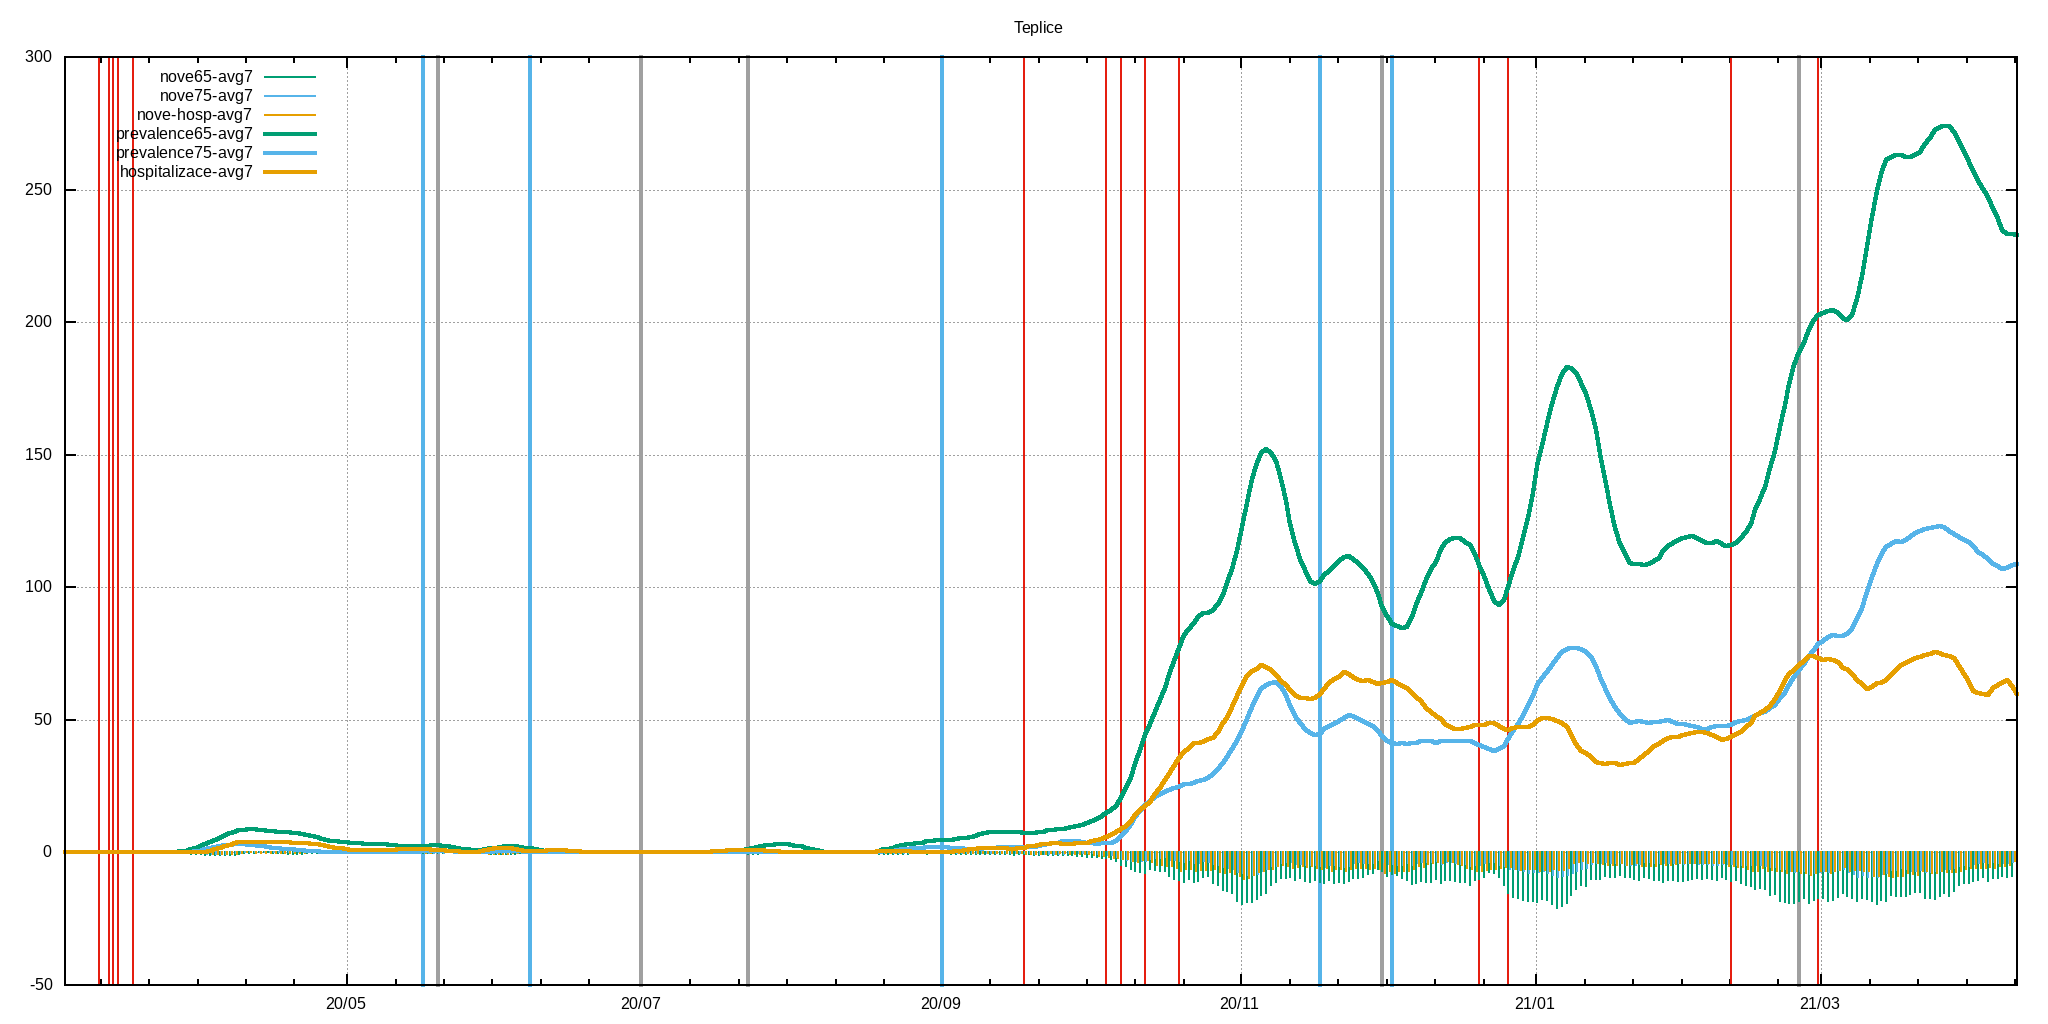 Teplice
300
250
200
150
100
50
0
-50
nove65-avg7
nove75-avg7
nove-hosp-avg7
prevalence65-avg7
prevalence75-avg7
hospitalizace-avg7
20/05 20/07 20/09 20/11 21/01 21/03